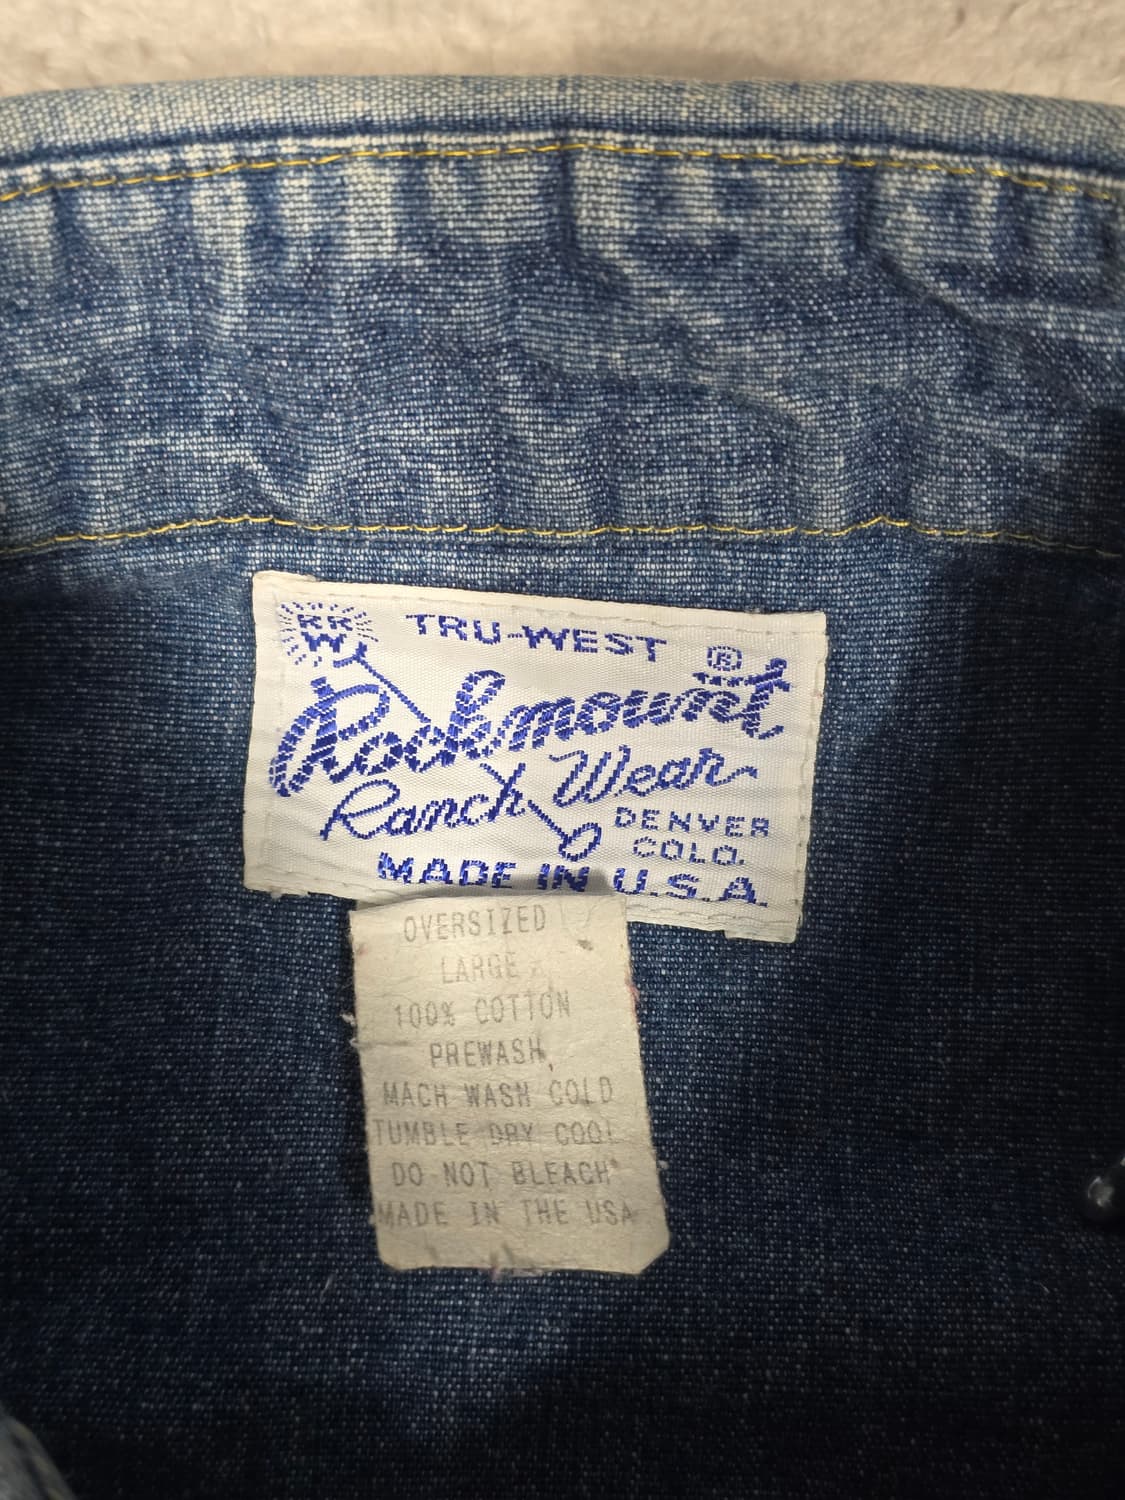 RR
W
TRU-WEST
®
Rockmount
Ranch Wear
DENVER
COLO.
MADE IN U.S.A.
OVERSIZED
LARGE
100% COTTON
PREWASH
MACH WASH COLD
TUMBLE DRY COOL
DO NOT BLEACH
MADE IN THE USA